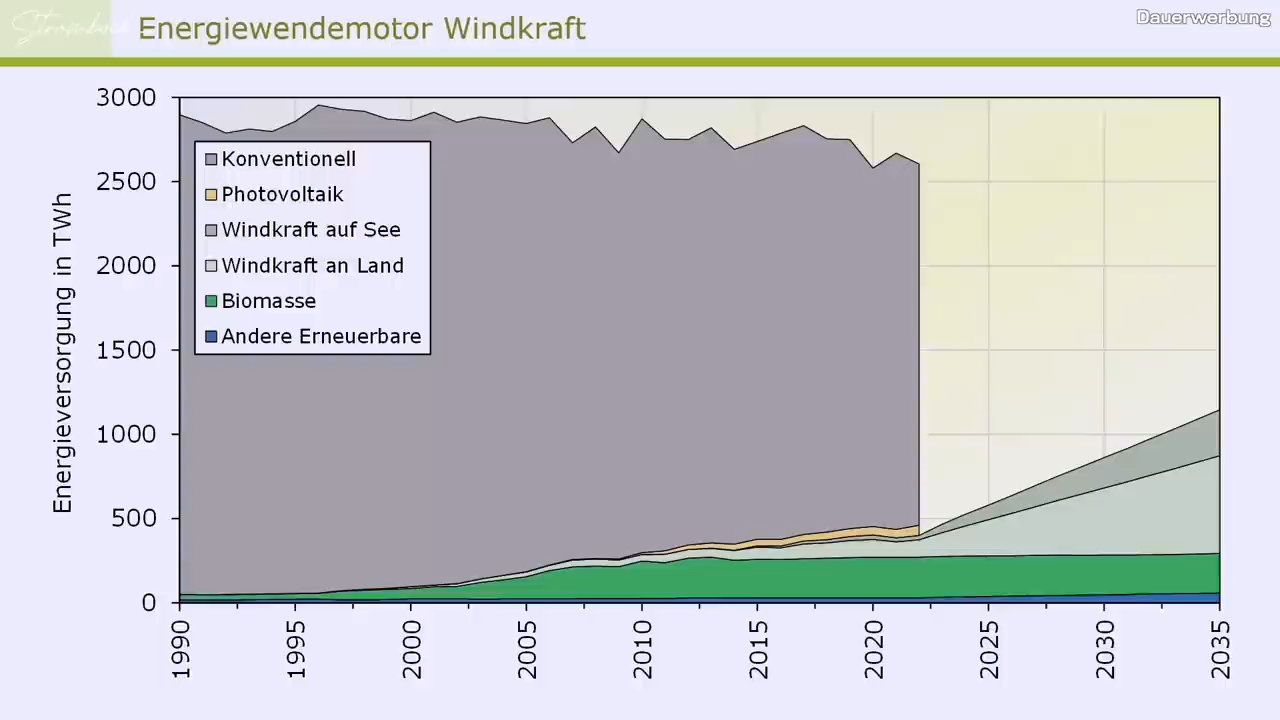 Energiewendemotor Windkraft
Dauerwerbung
Energieversorgung in TWh
3000
2500
2000
1500
1000
500
0
Konventionell
Photovoltaik
Windkraft auf See
Windkraft an Land
Biomasse
Andere Erneuerbare
1990
1995
2000
2005
2010
2015
2020
2025
2030
2035